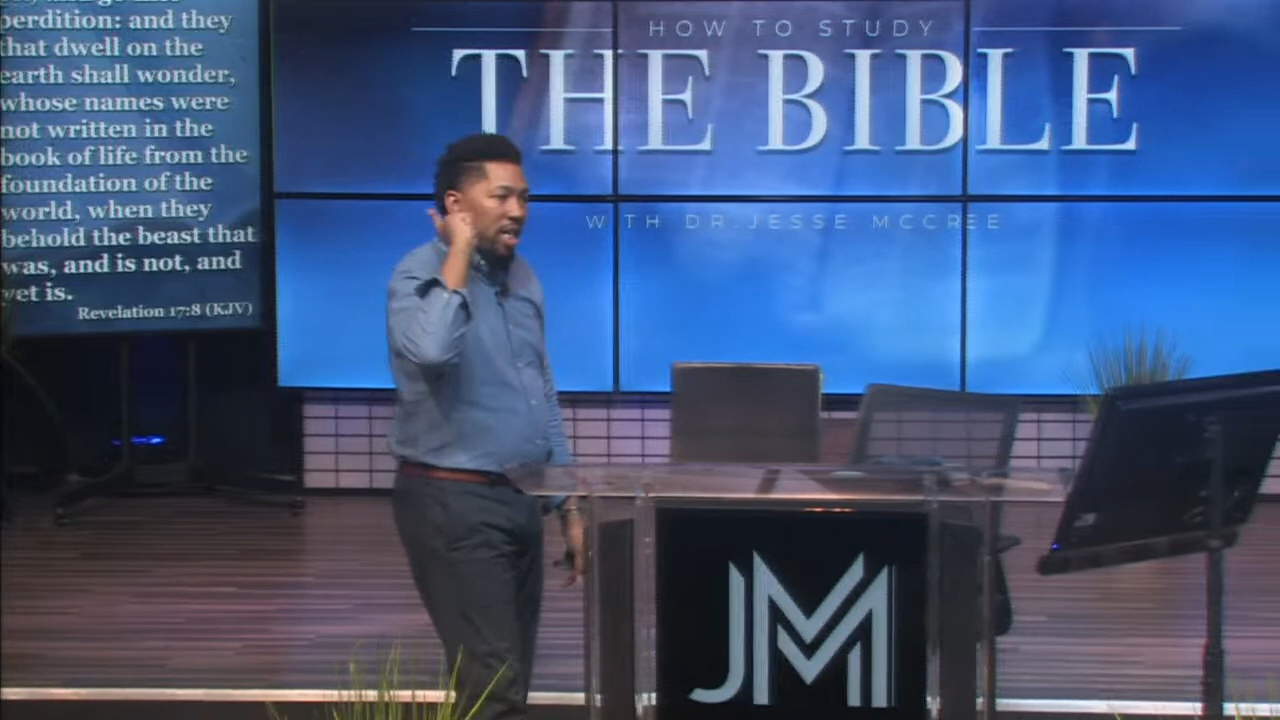 perdition: and they
that dwell on the
earth shall wonder,
whose names were
not written in the
book of life from the
foundation of the
world, when they
behold the beast that
was, and is not, and
yet is.
Revelation 17:8 (KJV)
HOW TO STUDY
THE BIBLE
WITH DR. JESSE MCCREE
JMM